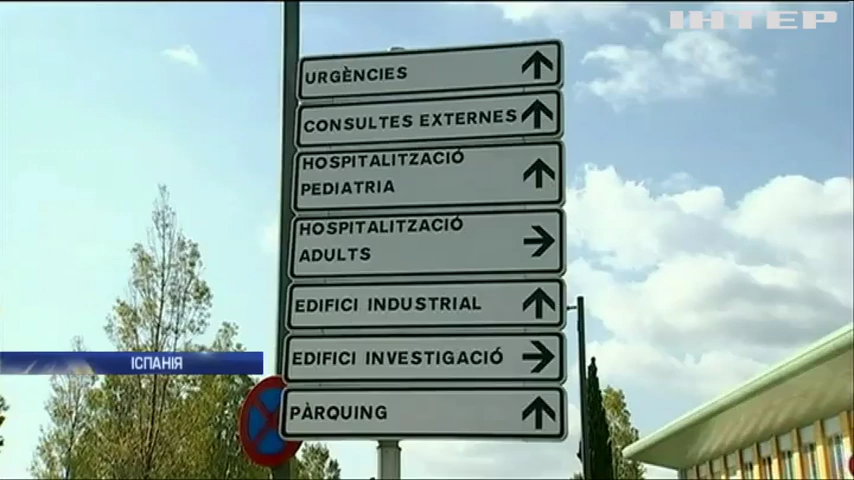 ІНТЕР
URGÈNCIES
CONSULTES EXTERNES
HOSPITALITZACIÓ
PEDIATRIA
HOSPITALITZACIÓ
ADULTS
EDIFICI INDUSTRIAL
EDIFICI INVESTIGACIÓ
ІСПАНІЯ
PÀRQUING